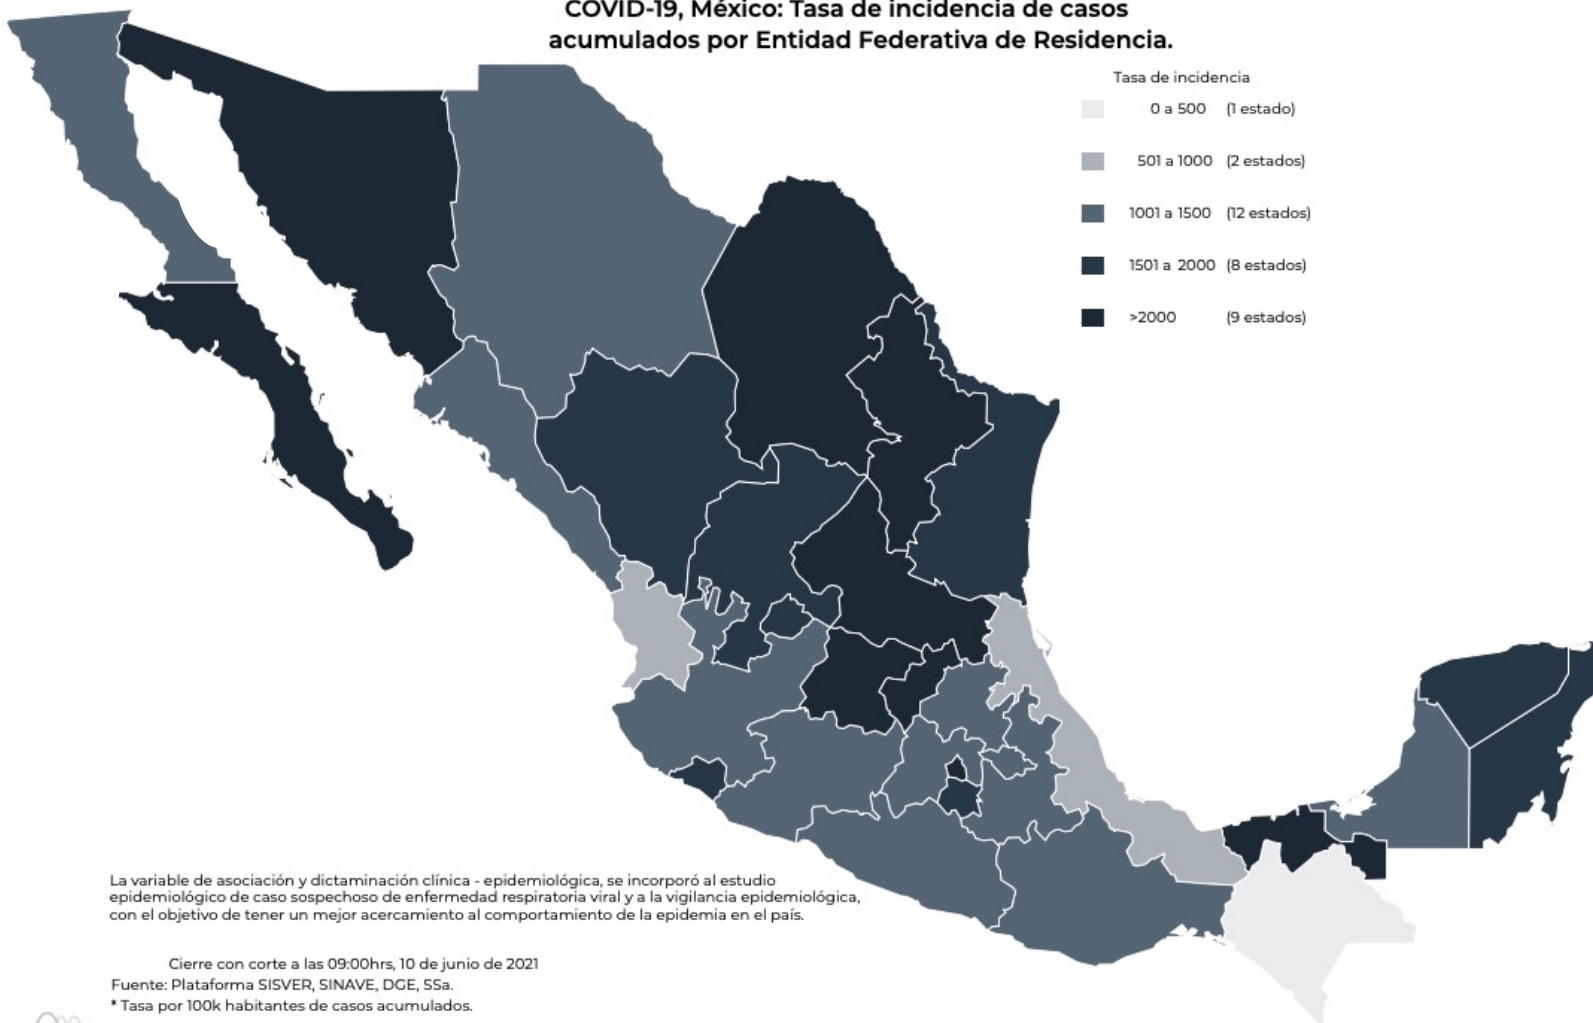 COVID-19, México: Tasa de incidencia de casos
acumulados por Entidad Federativa de Residencia.
Tasa de incidencia
0 a 500 (1 estado)
501 a 1000 (2 estados)
1001 a 1500 (12 estados)
1501 a 2000 (8 estados)
>2000 (9 estados)
La variable de asociación y dictaminación clínica - epidemiológica, se incorporó al estudio
epidemiológico de caso sospechoso de enfermedad respiratoria viral y a la vigilancia epidemiológica,
con el objetivo de tener un mejor acercamiento al comportamiento de la epidemia en el país.
Cierre con corte a las 09:00hrs, 10 de junio de 2021
Fuente: Plataforma SISVER, SINAVE, DGE, SSa.
* Tasa por 100k habitantes de casos acumulados.